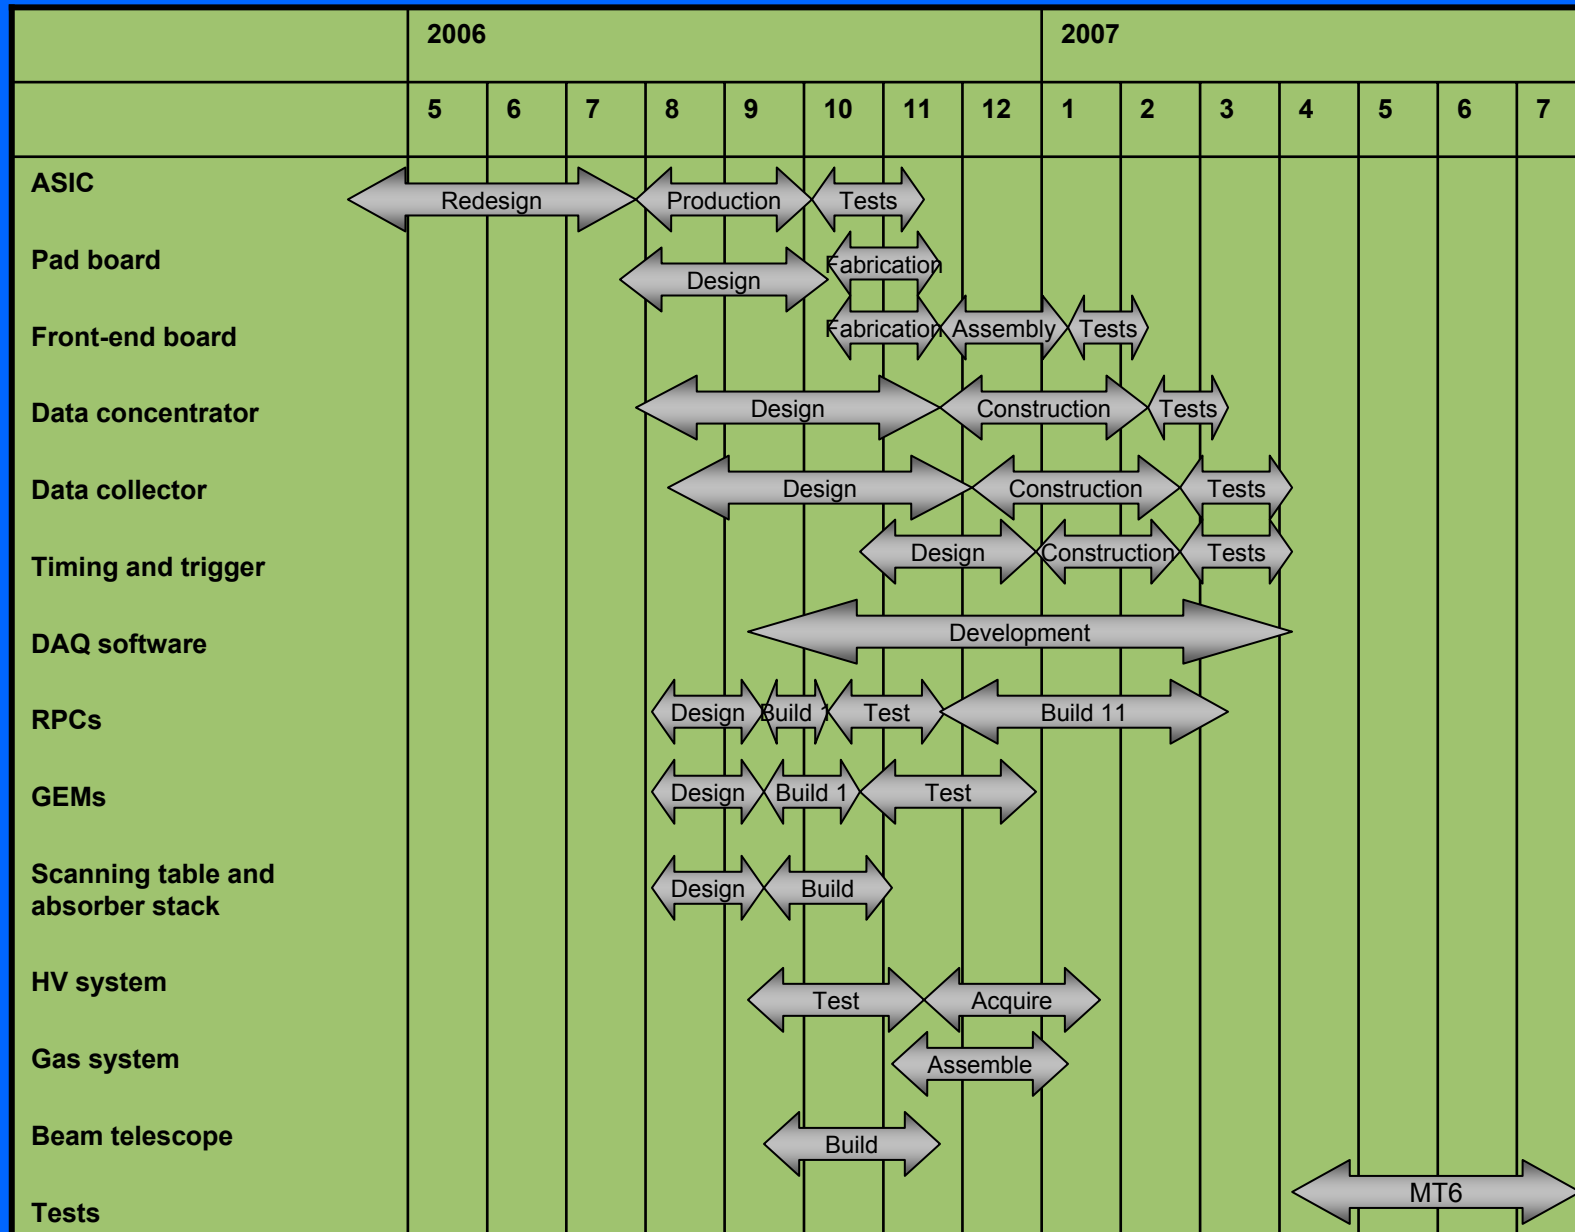 2006 2007
5 6 7 8 9 10 11 12 1 2 3 4 5 6 7
ASIC Redesign Production Tests
Pad board Design Fabrication
Front-end board Fabrication Assembly Tests
Data concentrator Design Construction Tests
Data collector Design Construction Tests
Timing and trigger Design Construction Tests
DAQ software Development
RPCs Design Build 1 Test Build 11
GEMs Design Build 1 Test
Scanning table and
absorber stack Design Build
HV system Test Acquire
Gas system Assemble
Beam telescope Build
Tests MT6